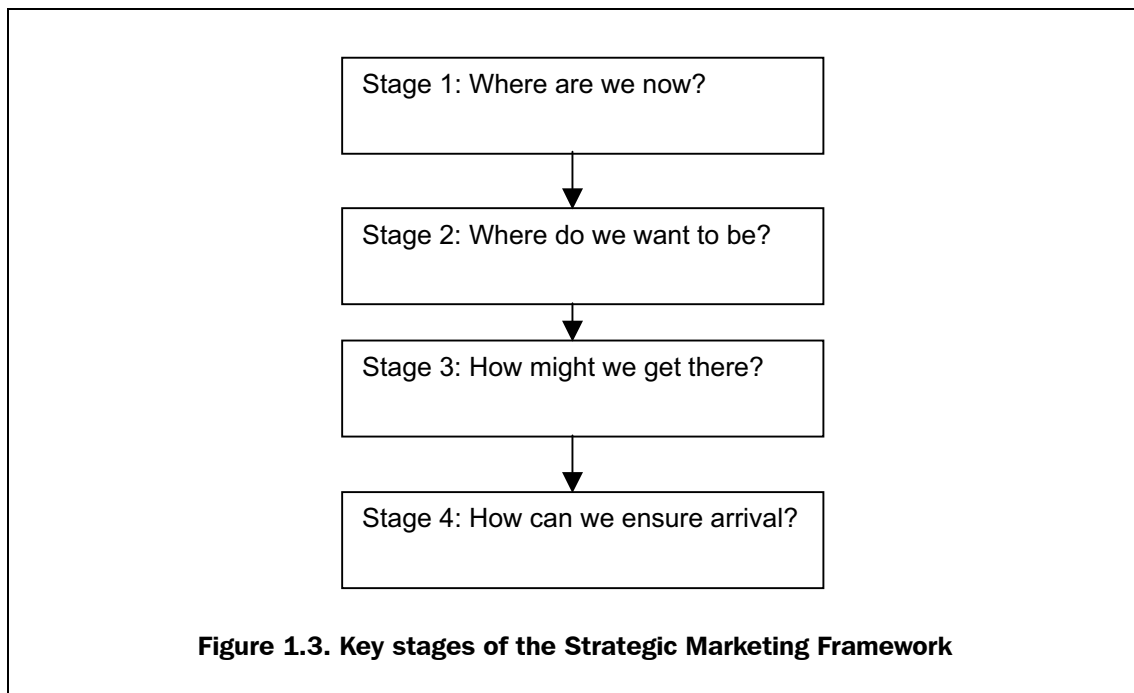 Stage 1: Where are we now?
Stage 2: Where do we want to be?
Stage 3: How might we get there?
Stage 4: How can we ensure arrival?
Figure 1.3. Key stages of the Strategic Marketing Framework